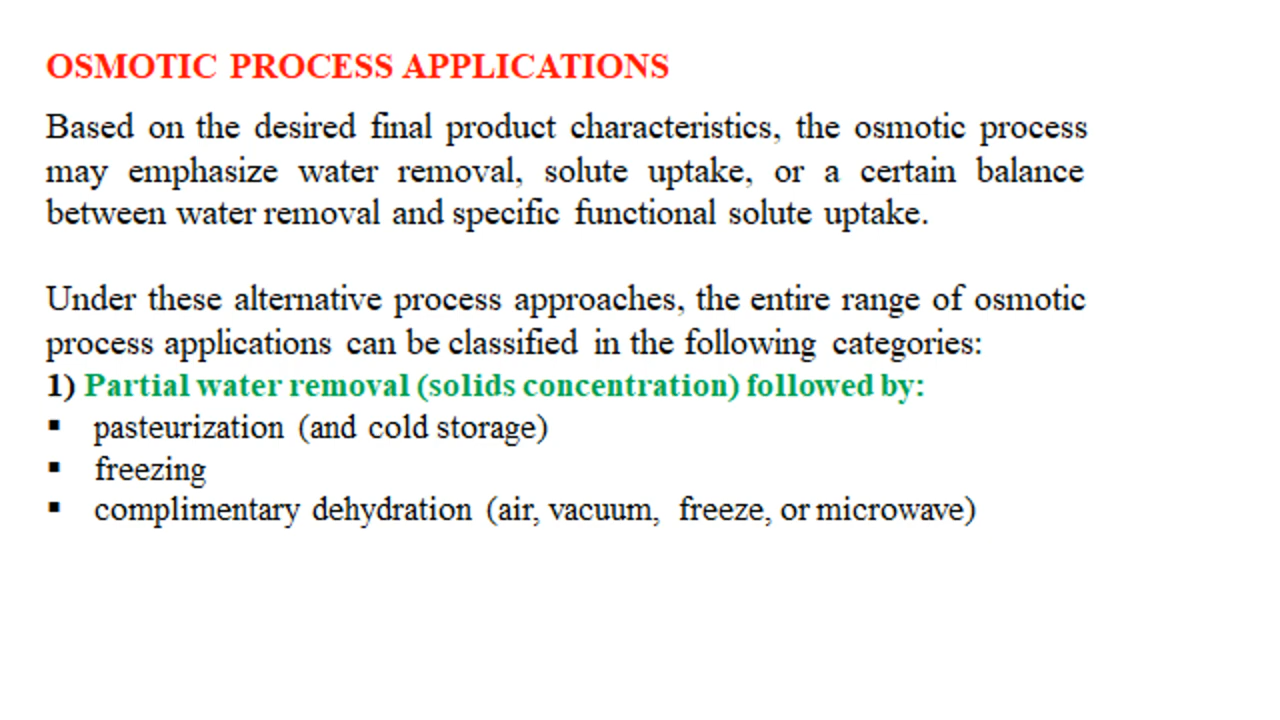 OSMOTIC PROCESS APPLICATIONS
Based on the desired final product characteristics, the osmotic process
may emphasize water removal, solute uptake, or a certain balance
between water removal and specific functional solute uptake.
Under these alternative process approaches, the entire range of osmotic
process applications can be classified in the following categories:
1) Partial water removal (solids concentration) followed by:
▪ pasteurization (and cold storage)
▪ freezing
▪ complimentary dehydration (air, vacuum, freeze, or microwave)